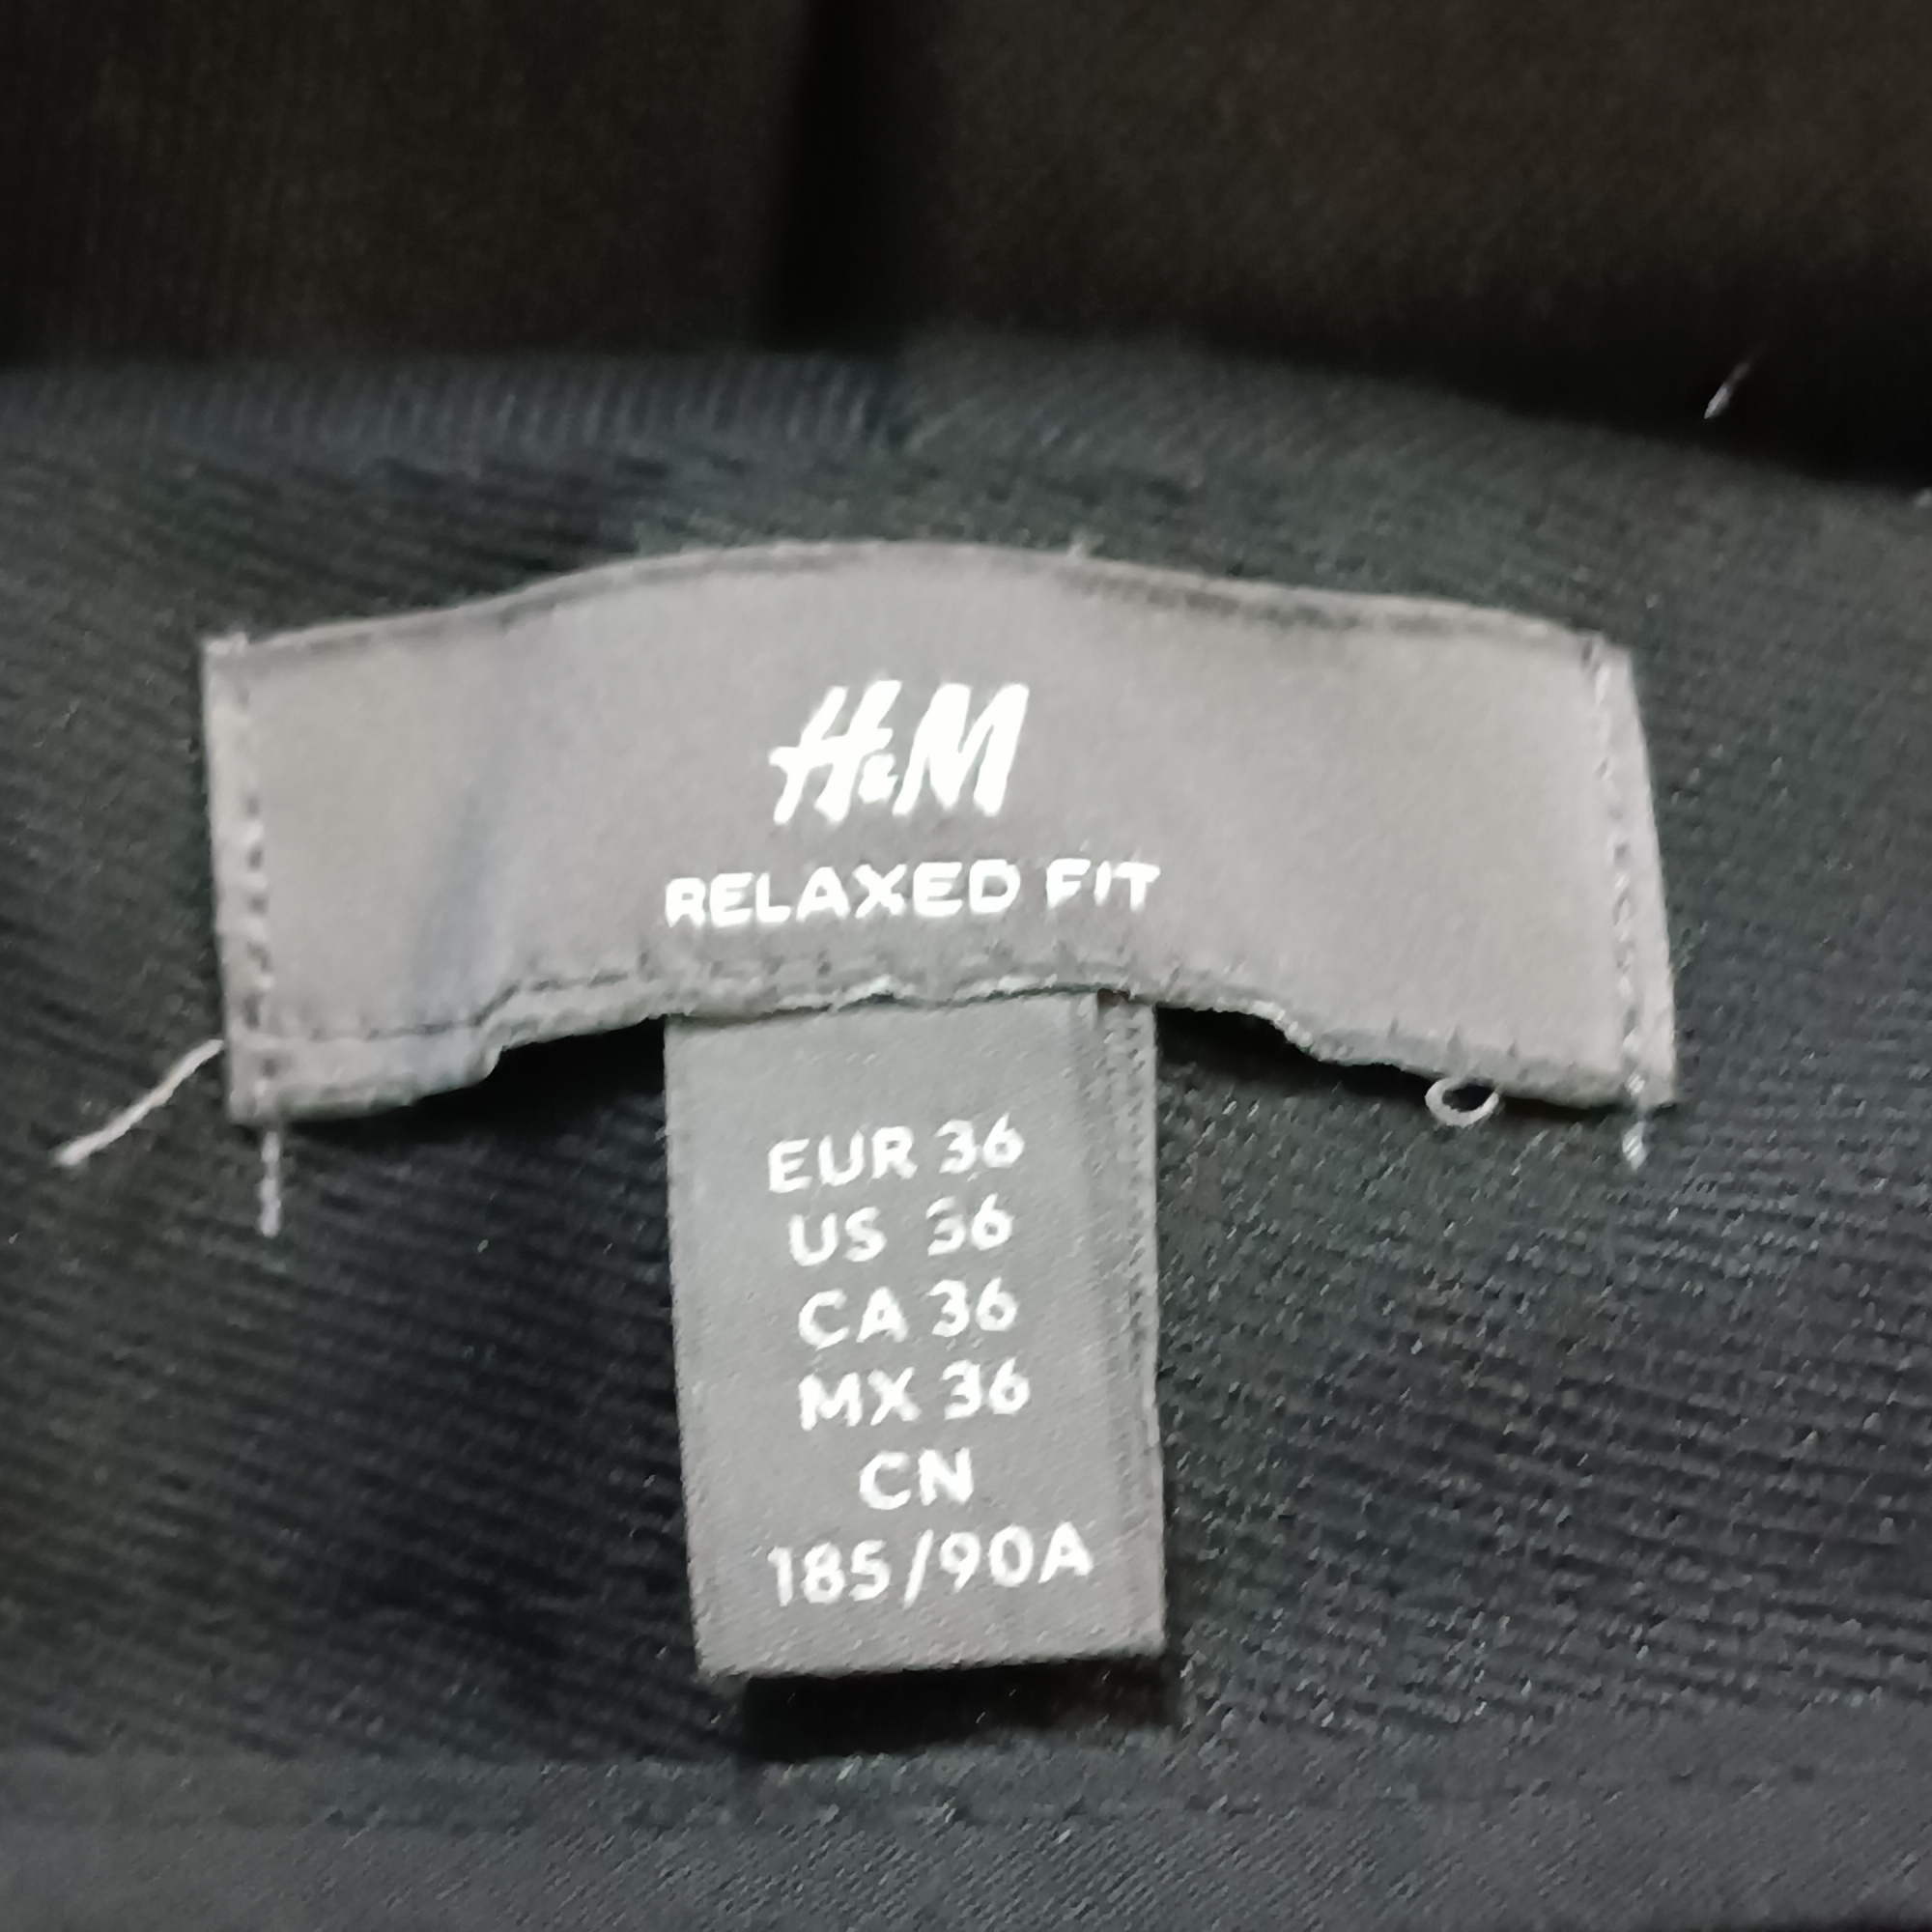 H&M
RELAXED FIT
EUR 36
US 36
CA 36
MX 36
CN
185/90A